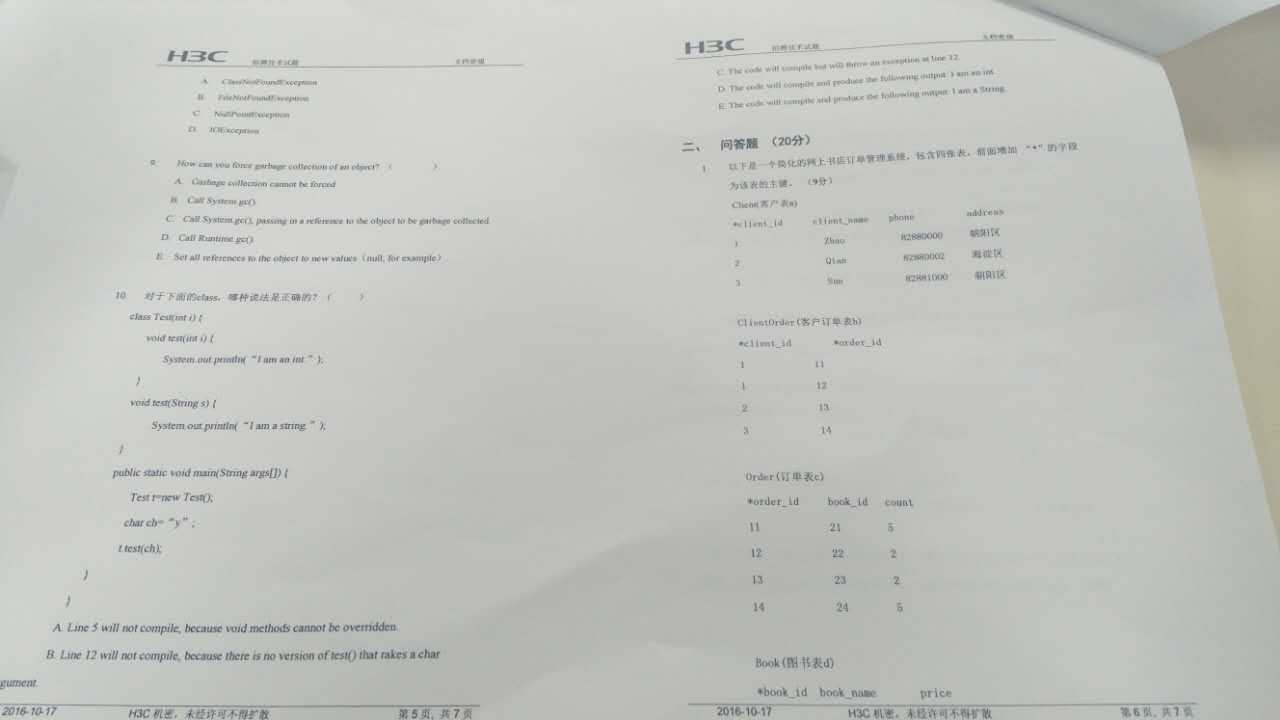 H3C 招聘技术试题 文档密级
A. ClassNotFoundException
B. FileNotFoundException
C. NullPointException
D. IOException
9. How can you force garbage collection of an object? ( )
A. Garbage collection cannot be forced
B. Call System.gc().
C. Call System.gc(), passing in a reference to the object to be garbage collected.
D. Call Runtime.gc().
E. Set all references to the object to new values (null, for example).
10. 对于下面的class，哪种说法是正确的？（ ）
class Test(int i) {
void test(int i) {
System.out.println( “I am an int.” );
}
void test(String s) {
System.out.println( “I am a string.” );
}
public static void main(String args[]) {
Test t=new Test();
char ch= “y” ;
t.test(ch);
}
}
A. Line 5 will not compile, because void methods cannot be overridden.
B. Line 12 will not compile, because there is no version of test() that rakes a char
gument.
2016-10-17 H3C 机密，未经许可不得扩散 第 5 页, 共 7 页
H3C 招聘技术试题 文档密级
C. The code will compile but will throw an exception at line 12.
D. The code will compile and produce the following output: I am an int.
E. The code will compile and produce the following output: I am a String.
二、 问答题 （20分）
1 以下是一个简化的网上书店订单管理系统，包含四张表，前面增加 “*” 的字段
为该表的主键。 （9分）
Client(客户表a)
*client_id client_name phone address
1 Zhao 82880000 朝阳区
2 Qian 82880002 海淀区
3 Sun 82881000 朝阳区
ClientOrder(客户订单表b)
*client_id *order_id
1 11
1 12
2 13
3 14
Order(订单表c)
*order_id book_id count
11 21 5
12 22 2
13 23 2
14 24 5
Book(图书表d)
*book_id book_name price
2016-10-17 H3C 机密，未经许可不得扩散 第 6 页, 共 7 页